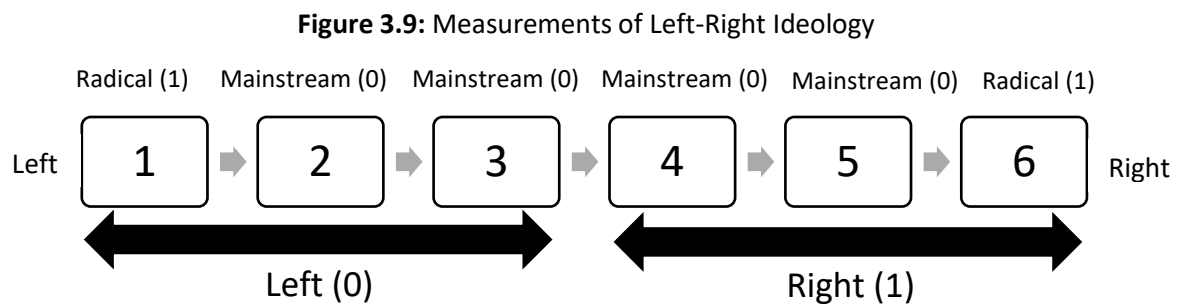 Figure 3.9: Measurements of Left-Right Ideology
Radical (1) Mainstream (0) Mainstream (0) Mainstream (0) Mainstream (0) Radical (1)
Left 1 2 3 4 5 6 Right
Left (0) Right (1)